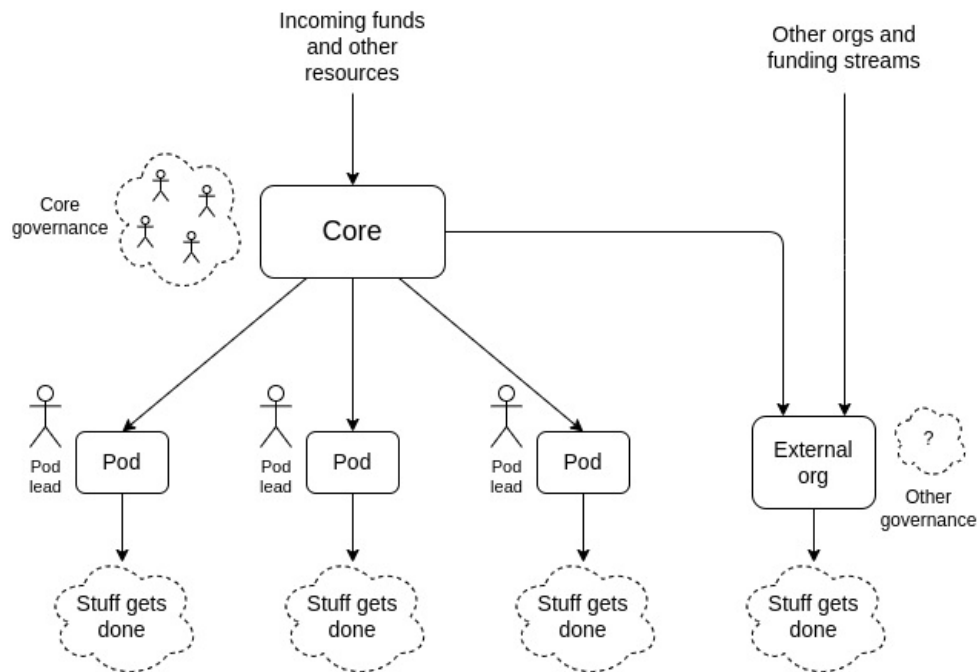 Incoming funds
and other
resources
Other orgs and
funding streams
Core
governance
Core
Pod
lead
Pod
Pod
lead
Pod
Pod
lead
Pod
External
org
?
Other
governance
Stuff gets
done
Stuff gets
done
Stuff gets
done
Stuff gets
done